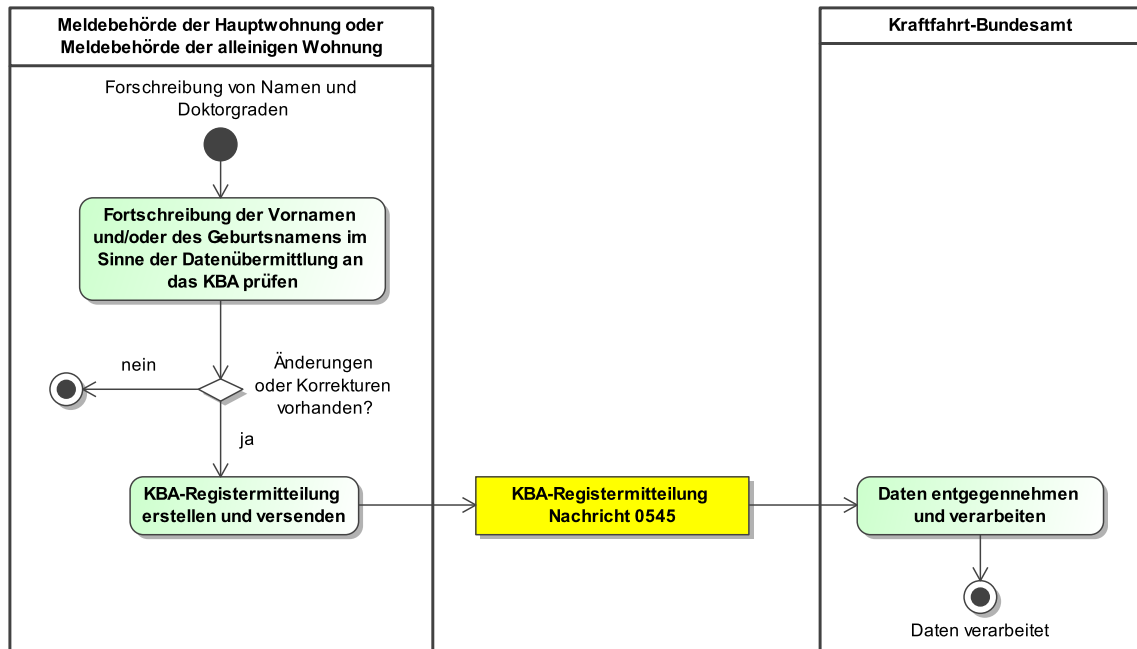 Meldebehörde der Hauptwohnung oder
Meldebehörde der alleinigen Wohnung
Kraftfahrt-Bundesamt
Forschreibung von Namen und
Doktorgraden
Fortschreibung der Vornamen
und/oder des Geburtsnamens im
Sinne der Datenübermittlung an
das KBA prüfen
nein
Änderungen
oder Korrekturen
vorhanden?
ja
KBA-Registermitteilung
erstellen und versenden
KBA-Registermitteilung
Nachricht 0545
Daten entgegennehmen
und verarbeiten
Daten verarbeitet